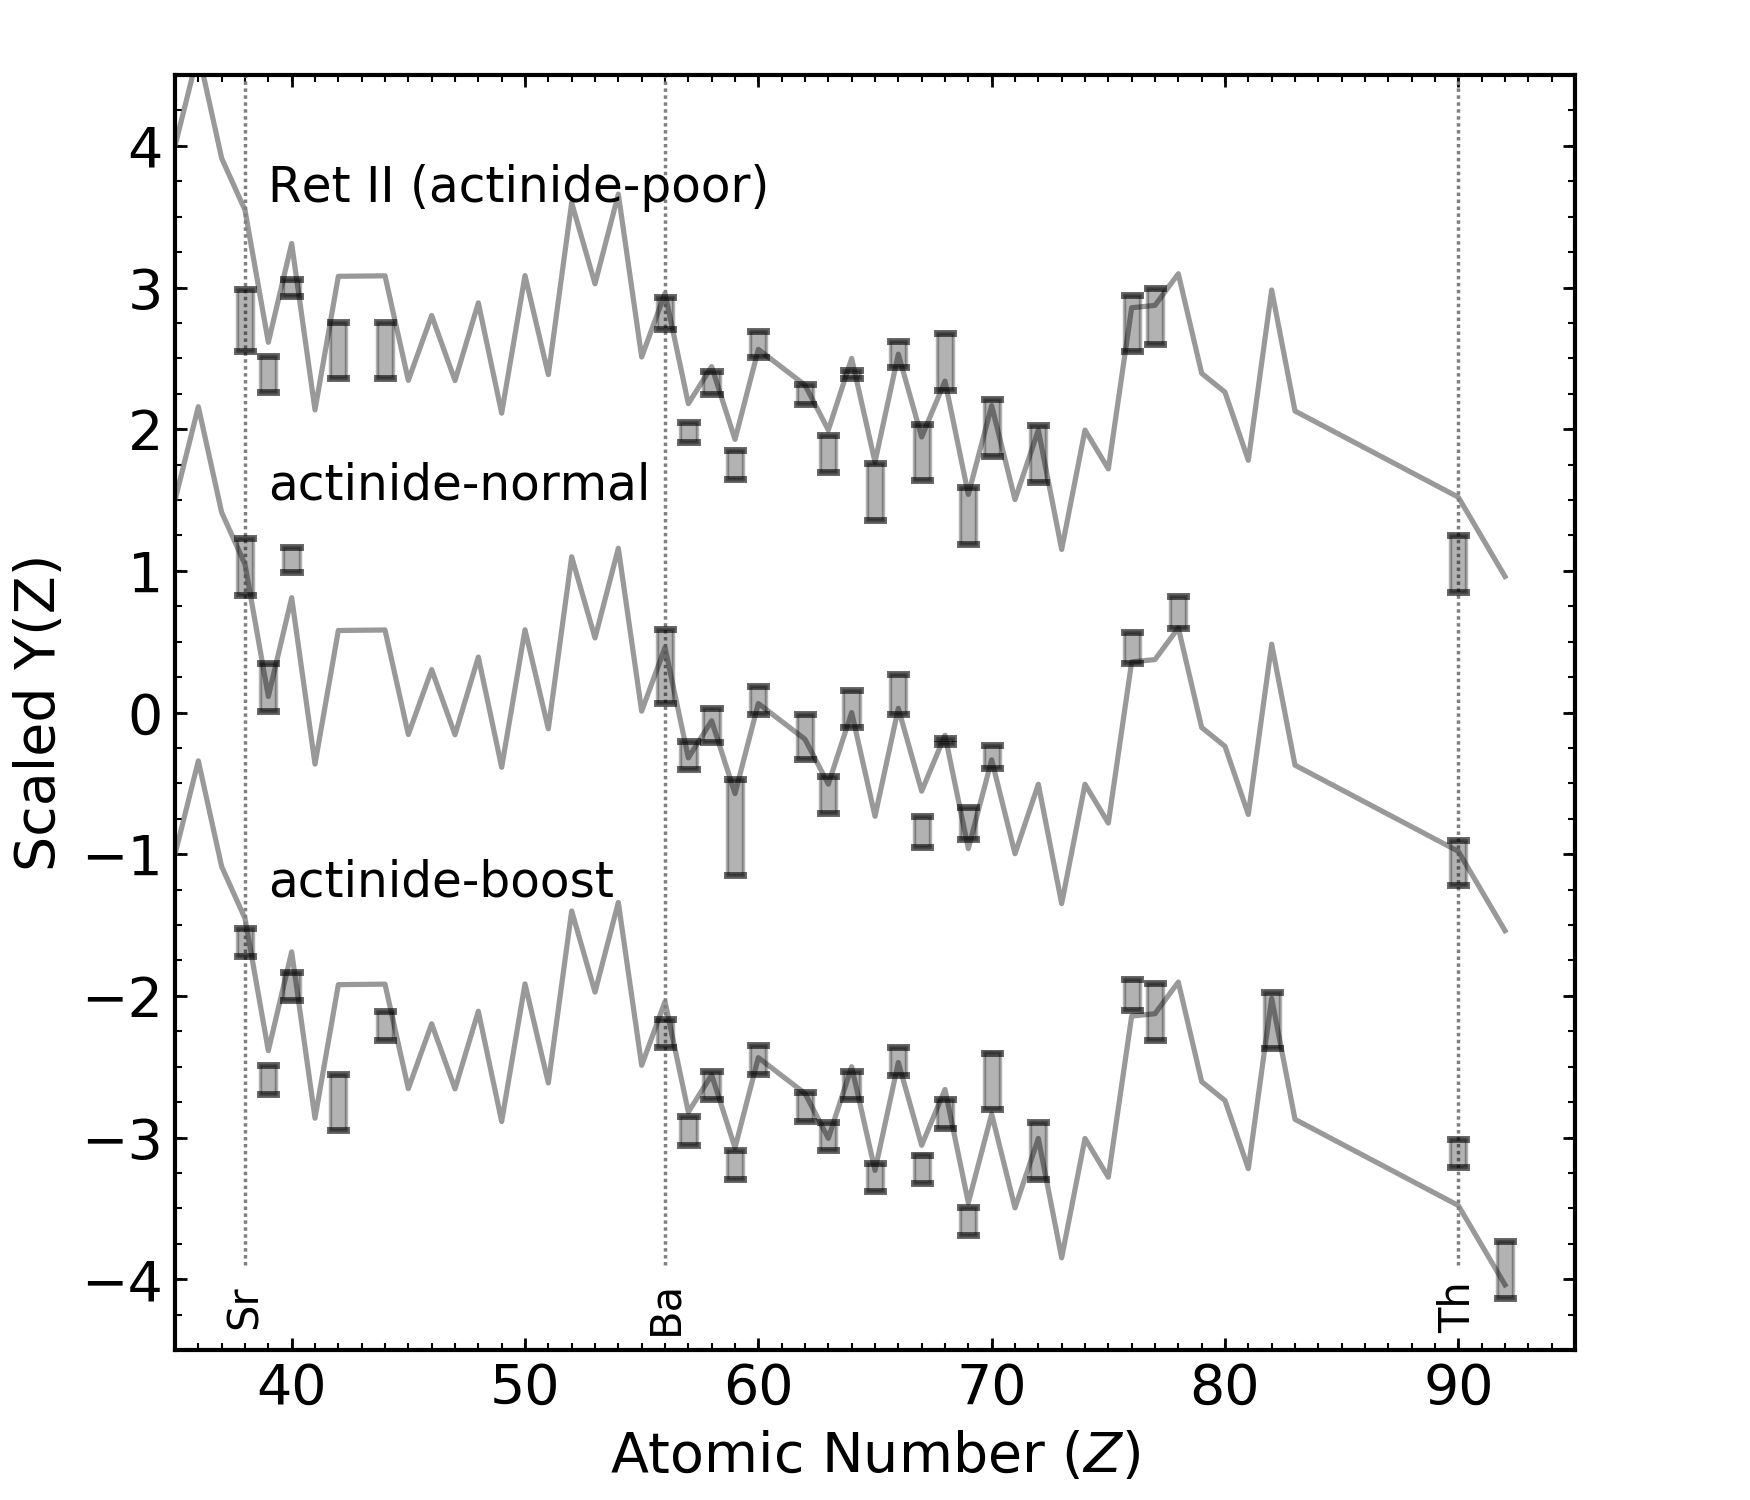 4
Ret II (actinide-poor)
3
2
actinide-normal
1
0
−1
actinide-boost
−2
−3
−4
Scaled Y(Z)
Sr
Ba
Th
40 50 60 70 80 90
Atomic Number (Z)